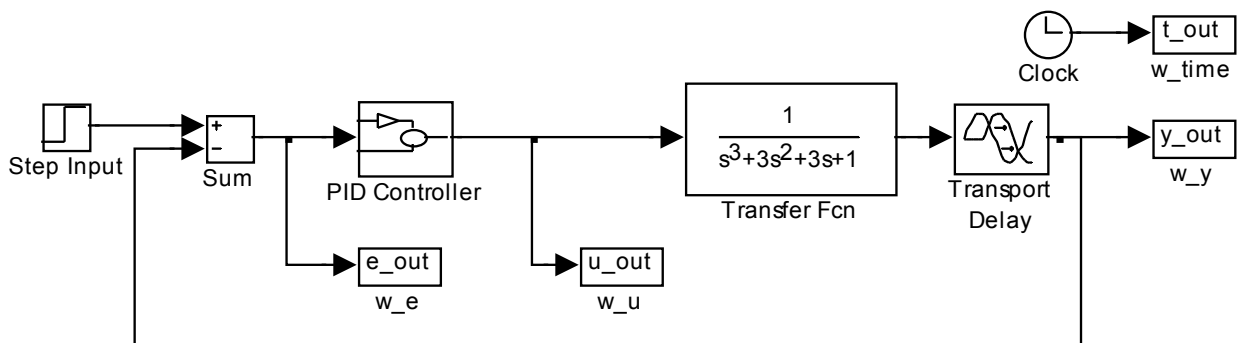 t_out
Clock
w_time
+
−
Step Input
Sum
PID Controller
1
s3+3s2+3s+1
Transfer Fcn
Transport
Delay
y_out
w_y
e_out
w_e
u_out
w_u